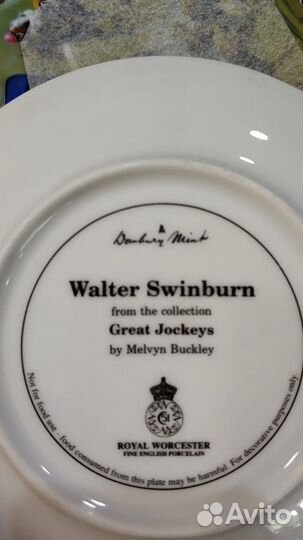 Danbury Mint
Walter Swinburn
from the collection
Great Jockeys
by Melvyn Buckley
51
ROYAL WORCESTER
FINE ENGLISH PORCELAIN
Not for food use - food consumed from this plate may be harmful. For decorative purposes only.
Avito